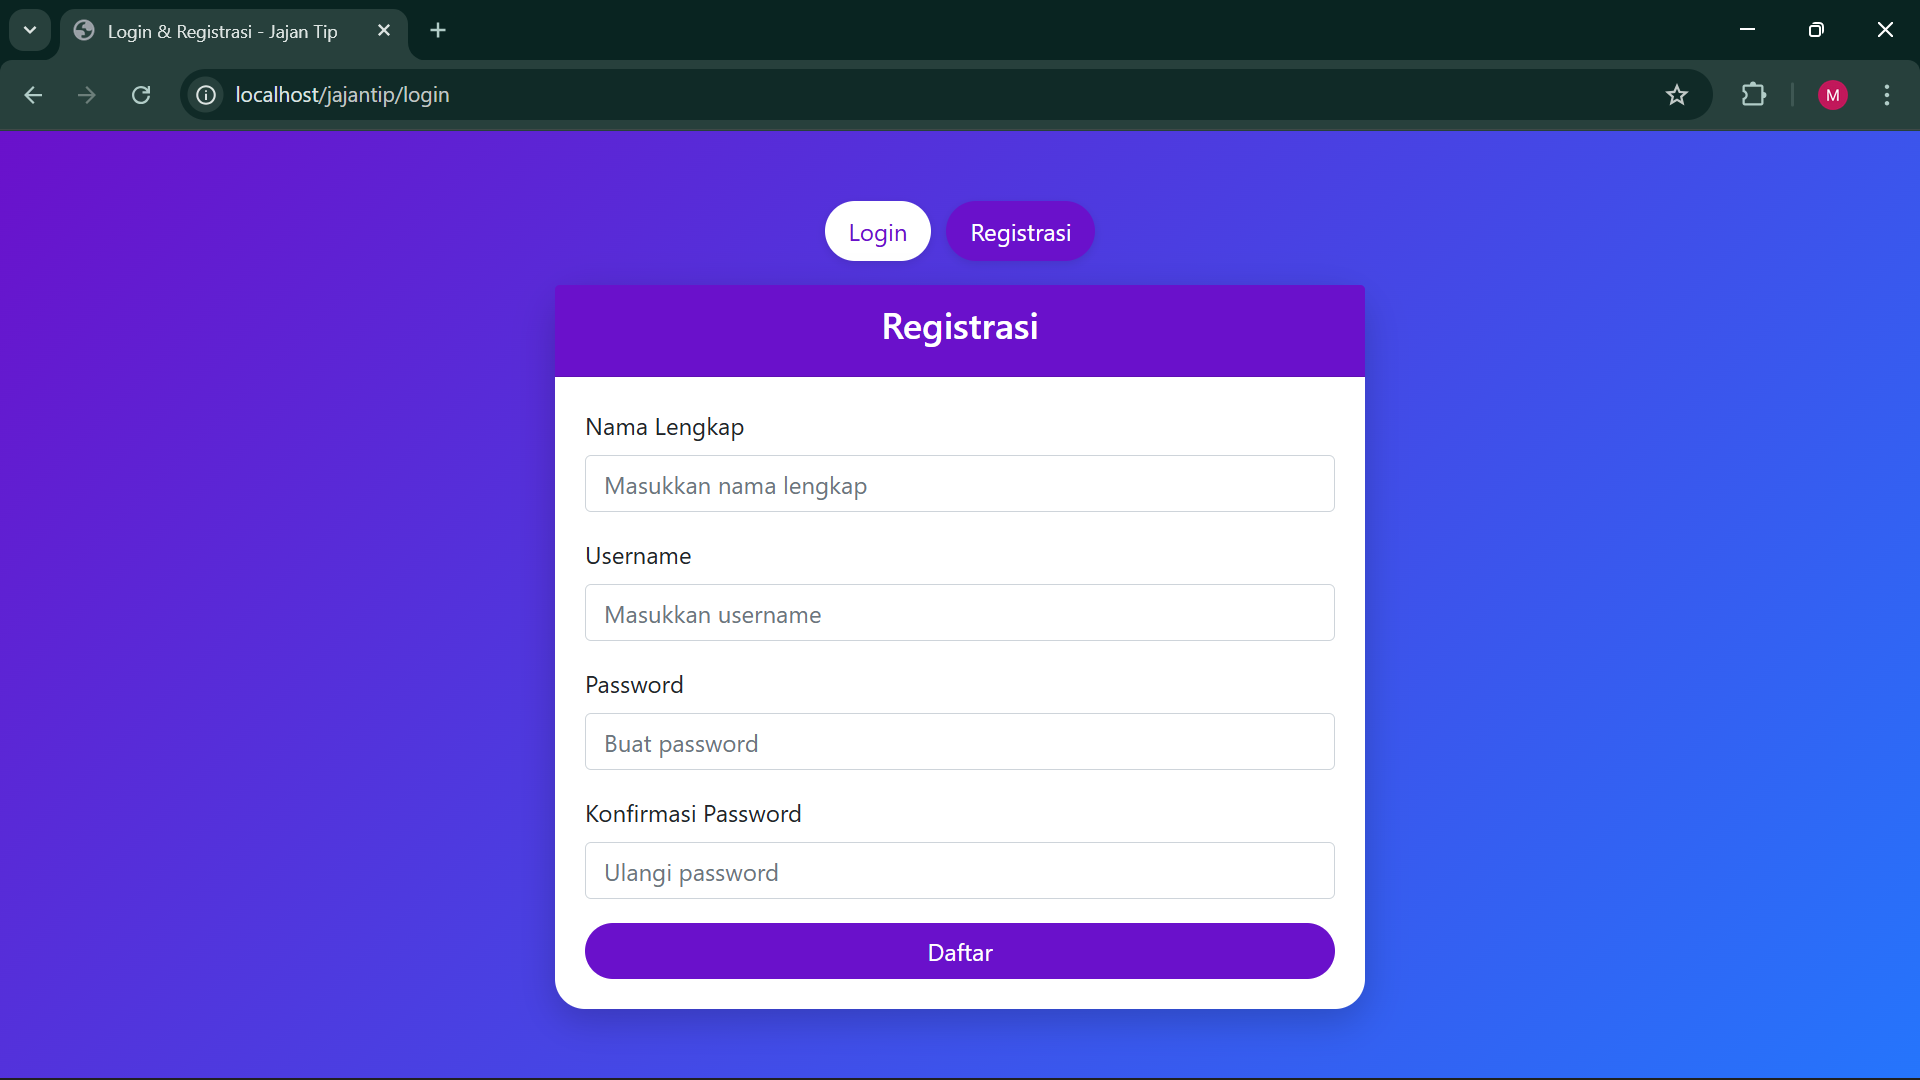 Login & Registrasi - Jajan Tip
localhost/jajantip/login
M
Login
Registrasi
Registrasi
Nama Lengkap
Masukkan nama lengkap
Username
Masukkan username
Password
Buat password
Konfirmasi Password
Ulangi password
Daftar